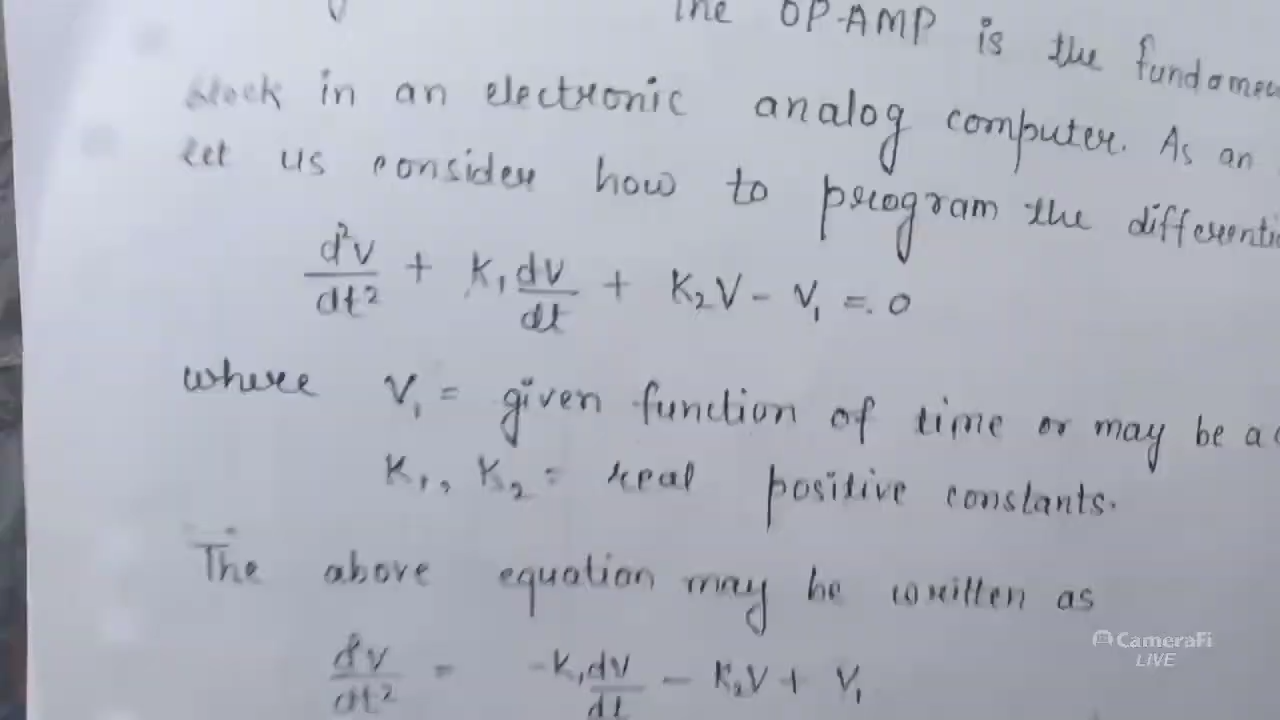 The OP-AMP is the
block in an electronic analog computer. As an
Let us consider how to program the
d²v/dt² + K₁ dv/dt + K₂V - V₁ = 0
where V₁ = given function of time or may be a
K₁, K₂ = real positive constants.
The above equation may be written as
d²v/dt² = -K₁ dv/dt - K₂V + V₁
CameraFi
LIVE